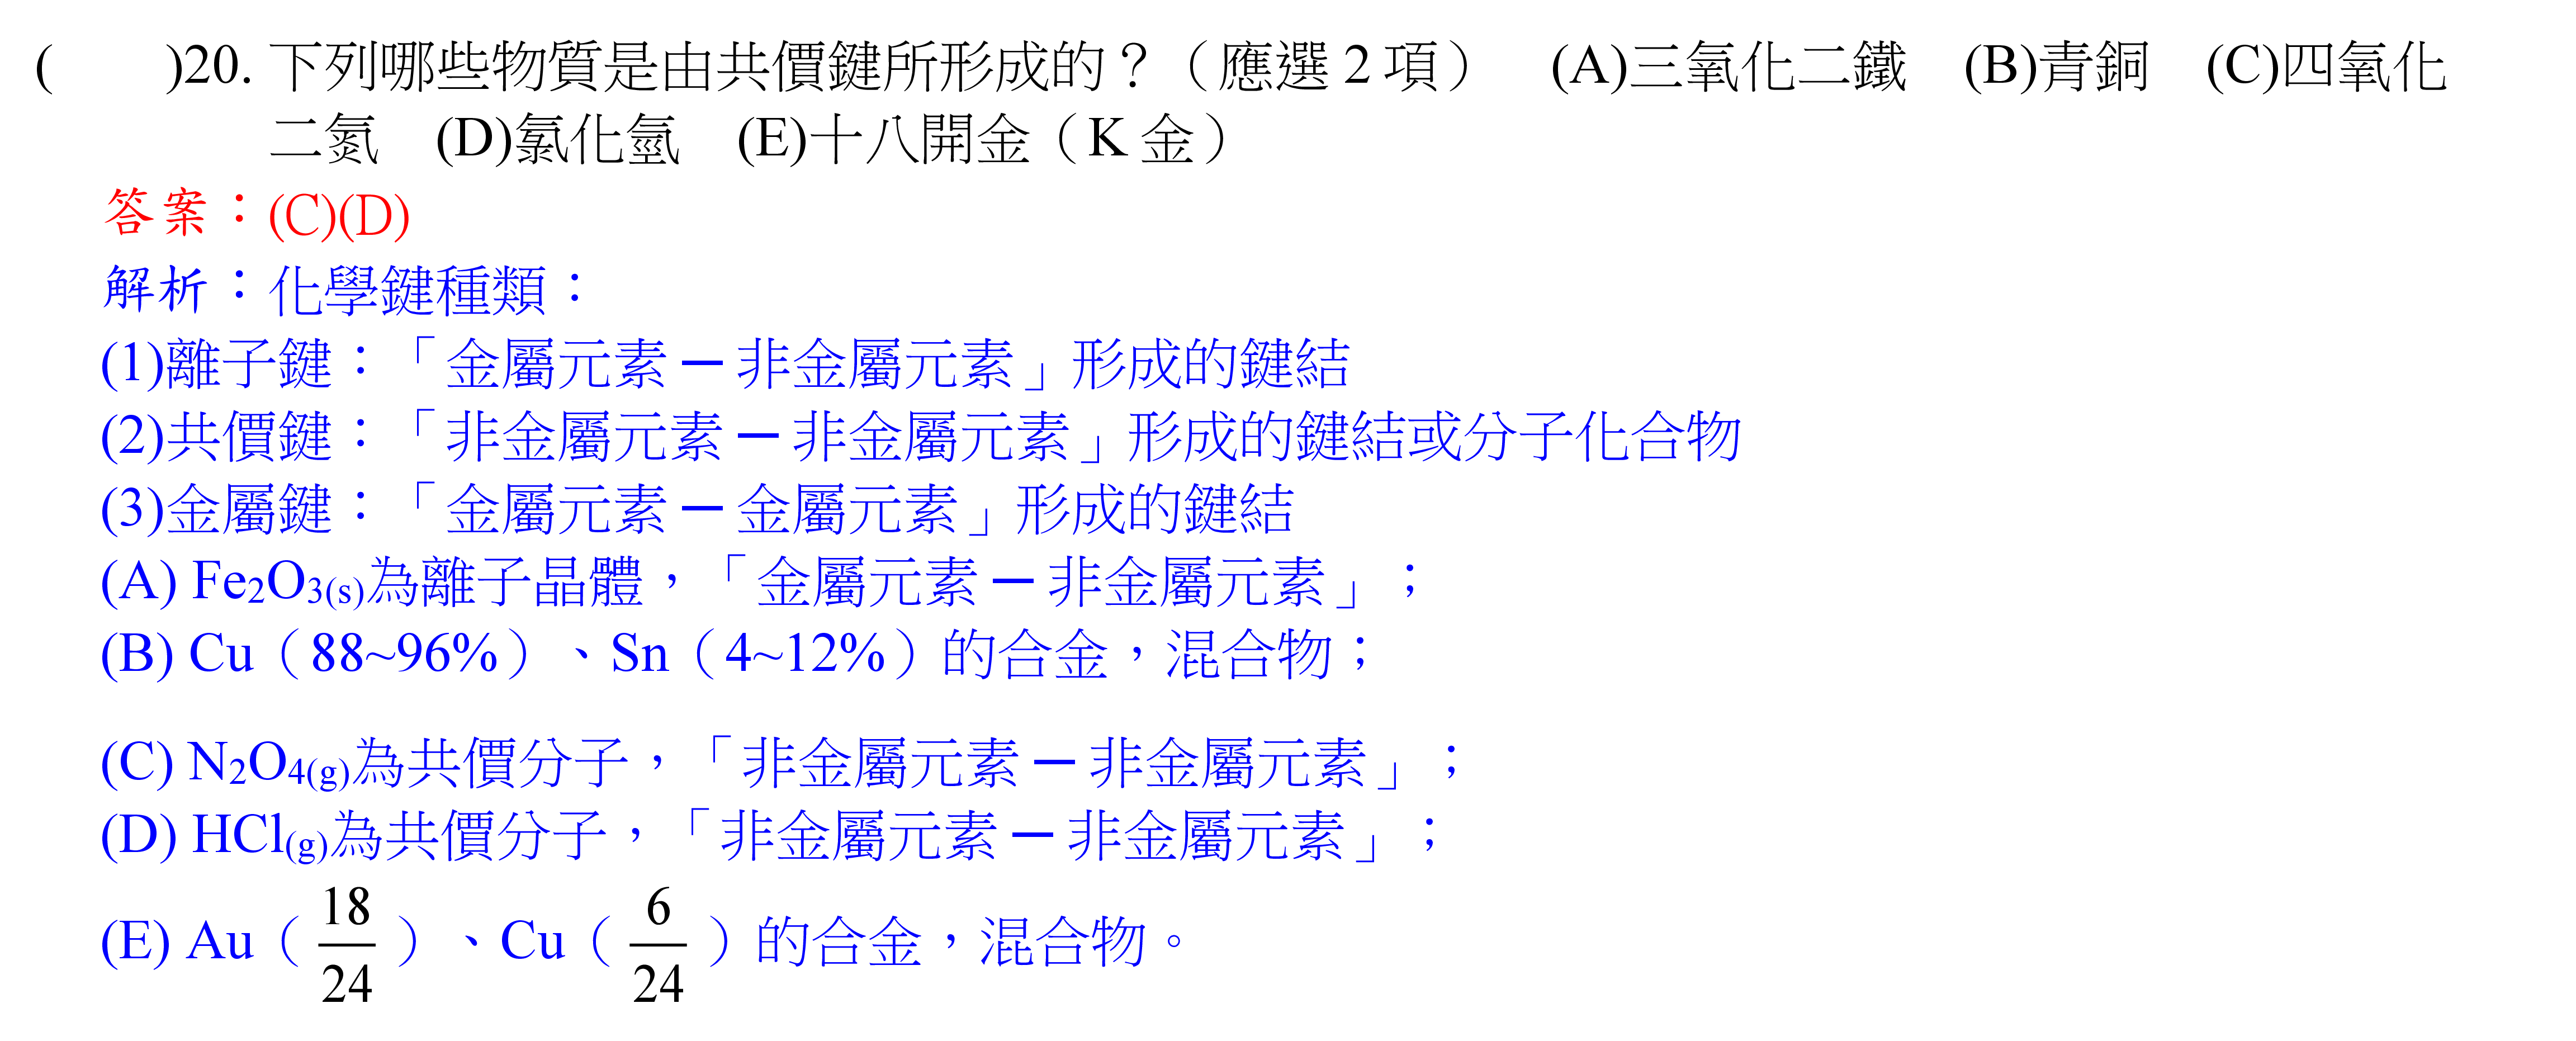 (　　)20. 下列哪些物質是由共價鍵所形成的？（應選 2 項）　(A)三氧化二鐵　(B)青銅　(C)四氧化
二氮　(D)氯化氫　(E)十八開金（K 金）
答案：(C)(D)
解析：化學鍵種類：
(1)離子鍵：「金屬元素－非金屬元素」形成的鍵結
(2)共價鍵：「非金屬元素－非金屬元素」形成的鍵結或分子化合物
(3)金屬鍵：「金屬元素－金屬元素」形成的鍵結
(A) Fe₂O₃₍ₛ₎為離子晶體，「金屬元素－非金屬元素」；
(B) Cu（88~96%）、Sn（4~12%）的合金，混合物；
(C) N₂O₄(g)為共價分子，「非金屬元素－非金屬元素」；
(D) HCl(g)為共價分子，「非金屬元素－非金屬元素」；
(E) Au（18/24）、Cu（6/24）的合金，混合物。